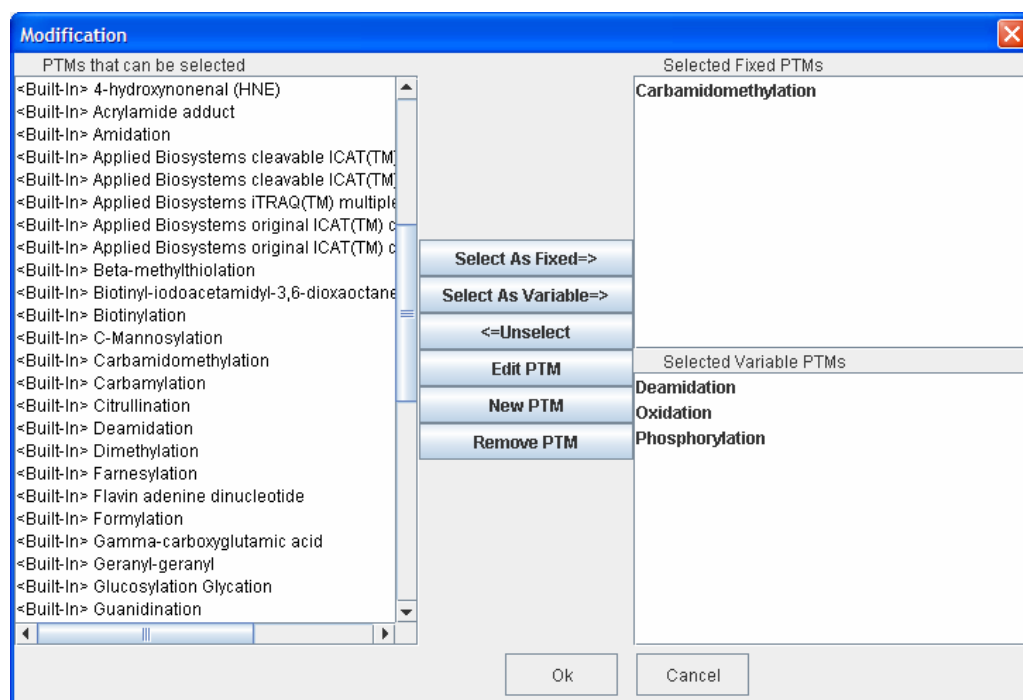 Modification
PTMs that can be selected
<Built-In> 4-hydroxynonenal (HNE)
<Built-In> Acrylamide adduct
<Built-In> Amidation
<Built-In> Applied Biosystems cleavable ICAT(TM)
<Built-In> Applied Biosystems cleavable ICAT(TM)
<Built-In> Applied Biosystems iTRAQ(TM) multiple
<Built-In> Applied Biosystems original ICAT(TM) c
<Built-In> Applied Biosystems original ICAT(TM) c
<Built-In> Beta-methylthiolation
<Built-In> Biotinyl-iodoacetamidyl-3,6-dioxaoctane
<Built-In> Biotinylation
<Built-In> C-Mannosylation
<Built-In> Carbamidomethylation
<Built-In> Carbamylation
<Built-In> Citrullination
<Built-In> Deamidation
<Built-In> Dimethylation
<Built-In> Farnesylation
<Built-In> Flavin adenine dinucleotide
<Built-In> Formylation
<Built-In> Gamma-carboxyglutamic acid
<Built-In> Geranyl-geranyl
<Built-In> Glucosylation Glycation
<Built-In> Guanidination
Select As Fixed=>
Select As Variable=>
<=Unselect
Edit PTM
New PTM
Remove PTM
Selected Fixed PTMs
Carbamidomethylation
Selected Variable PTMs
Deamidation
Oxidation
Phosphorylation
Ok
Cancel